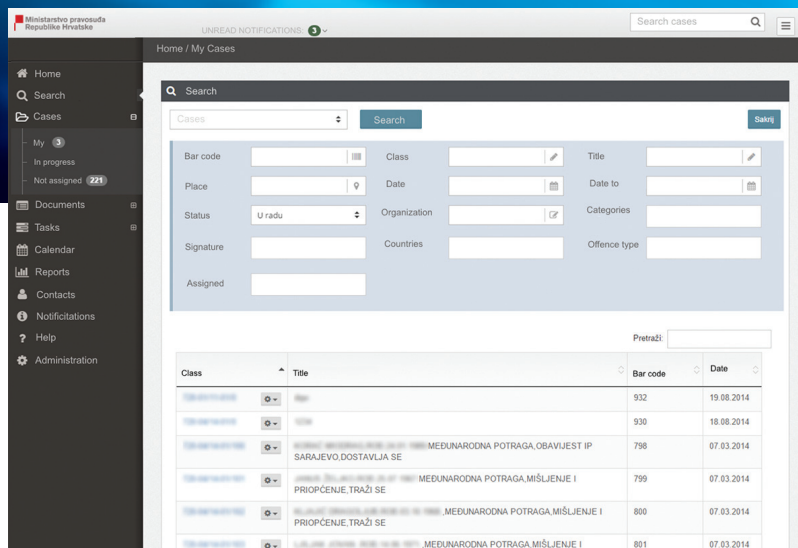 Ministarstvo pravosuđa
Republike Hrvatske
UNREAD NOTIFICATIONS: 3
Search cases
Home / My Cases
Home
Search
Cases
My 3
In progress
Not assigned 221
Documents
Tasks
Calendar
Reports
Contacts
Notificitations
Help
Administration
Search
Cases
Search
Sakrij
Bar code
Class
Title
Place
Date
Date to
Status
U radu
Organization
Categories
Signature
Countries
Offence type
Assigned
Pretraži:
Class Title Bar code Date
932 19.08.2014
930 18.08.2014
MEĐUNARODNA POTRAGA,OBAVIJEST IP 798 07.03.2014
SARAJEVO,DOSTAVLJA SE
MEĐUNARODNA POTRAGA,MIŠLJENJE I 799 07.03.2014
PRIOPĆENJE,TRAŽI SE
,MEĐUNARODNA POTRAGA,MIŠLJENJE I 800 07.03.2014
PRIOPĆENJE,TRAŽI SE
,MEĐUNARODNA POTRAGA,MIŠLJENJE I 801 07.03.2014